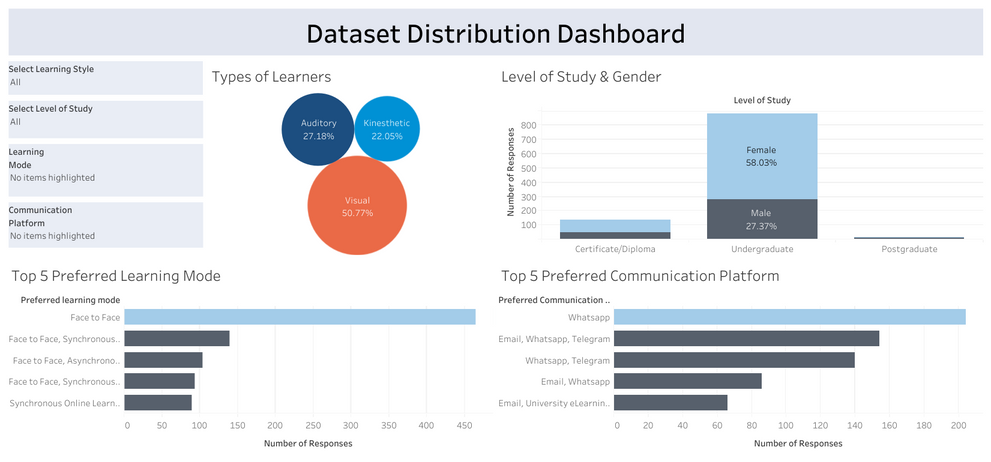 Dataset Distribution Dashboard
Select Learning Style
All
Select Level of Study
All
Learning
Mode
No items highlighted
Communication
Platform
No items highlighted
Types of Learners
Auditory
27.18%
Kinesthetic
22.05%
Visual
50.77%
Level of Study & Gender
Level of Study
Number of Responses
800
700
600
500
400
300
200
100
Female
58.03%
Male
27.37%
Certificate/Diploma
Undergraduate
Postgraduate
Top 5 Preferred Learning Mode
Preferred learning mode
Face to Face
Face to Face, Synchronous..
Face to Face, Asynchrono..
Face to Face, Synchronous..
Synchronous Online Learn..
0 50 100 150 200 250 300 350 400 450
Number of Responses
Top 5 Preferred Communication Platform
Preferred Communication ..
Whatsapp
Email, Whatsapp, Telegram
Whatsapp, Telegram
Email, Whatsapp
Email, University eLearnin..
0 20 40 60 80 100 120 140 160 180 200
Number of Responses